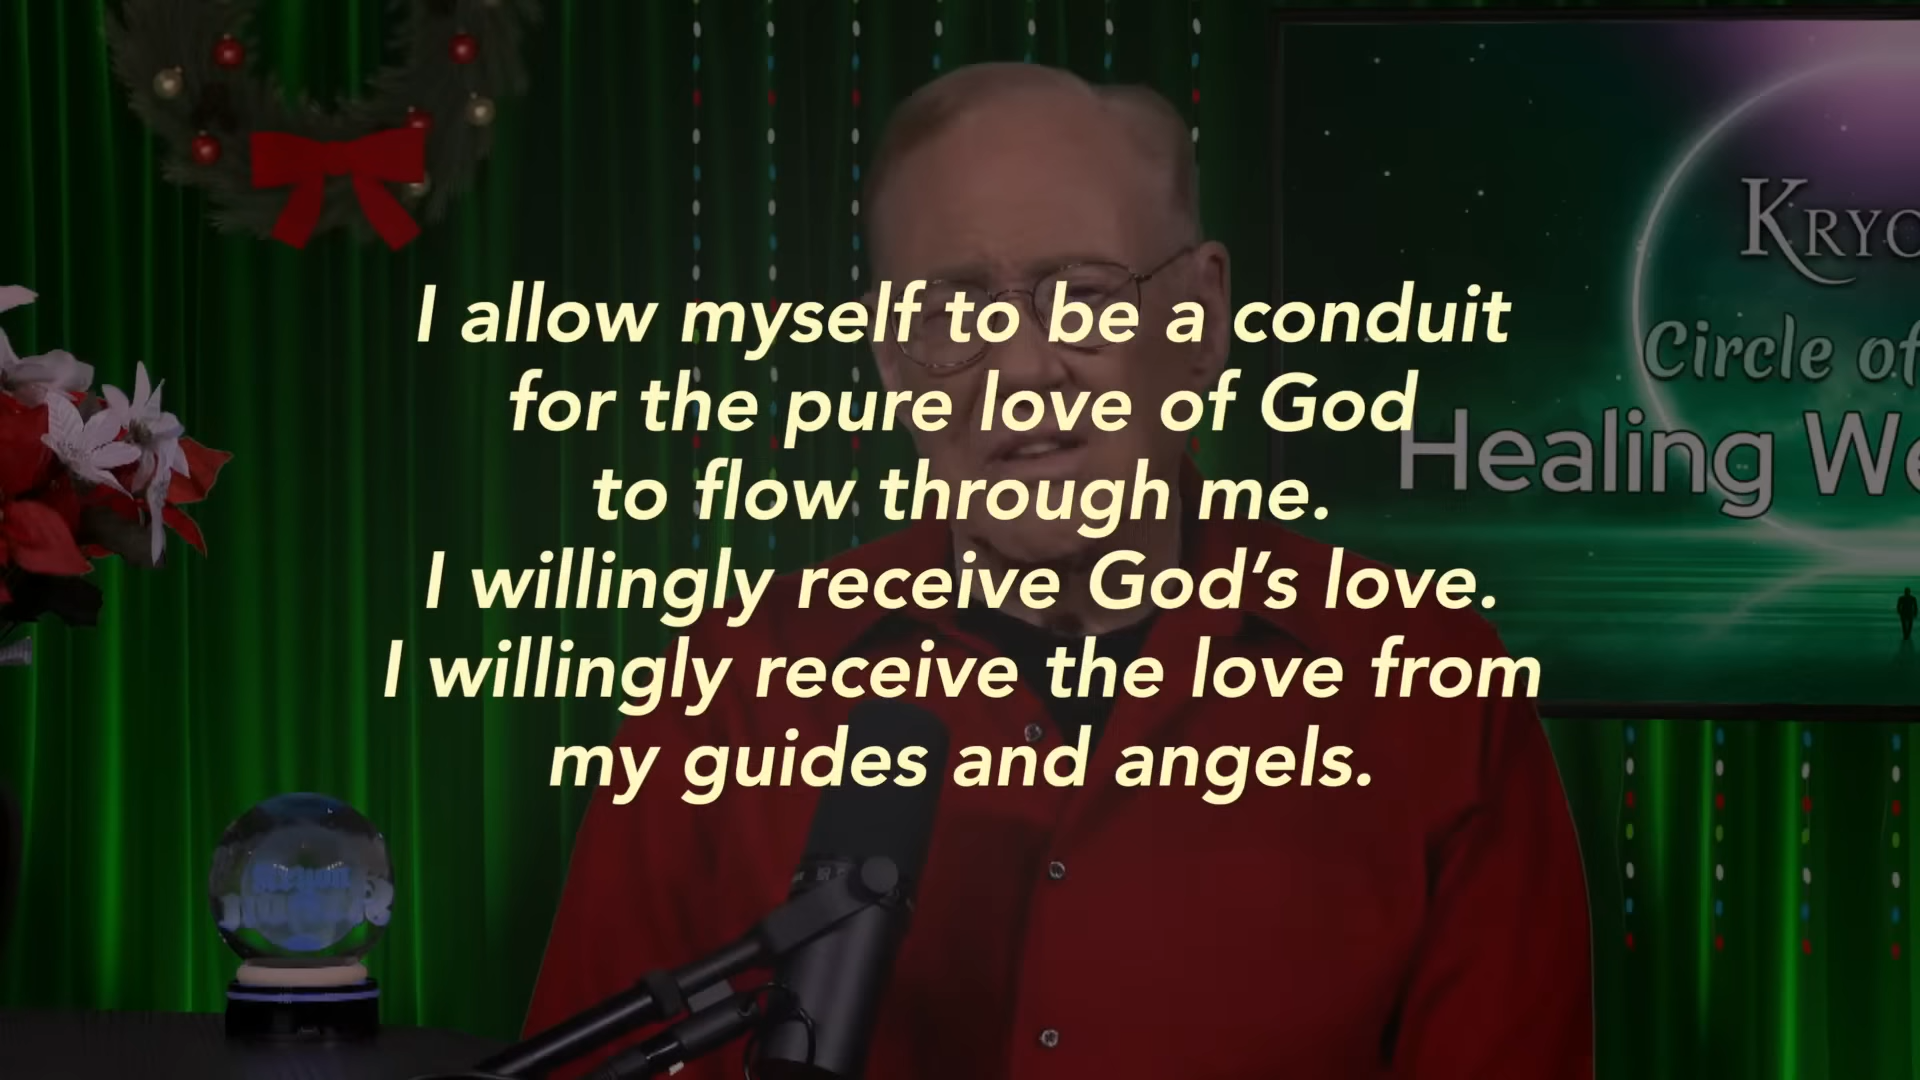 I allow myself to be a conduit
for the pure love of God
to flow through me.
I willingly receive God's love.
I willingly receive the love from
my guides and angels.
KRYO
Circle of
Healing We